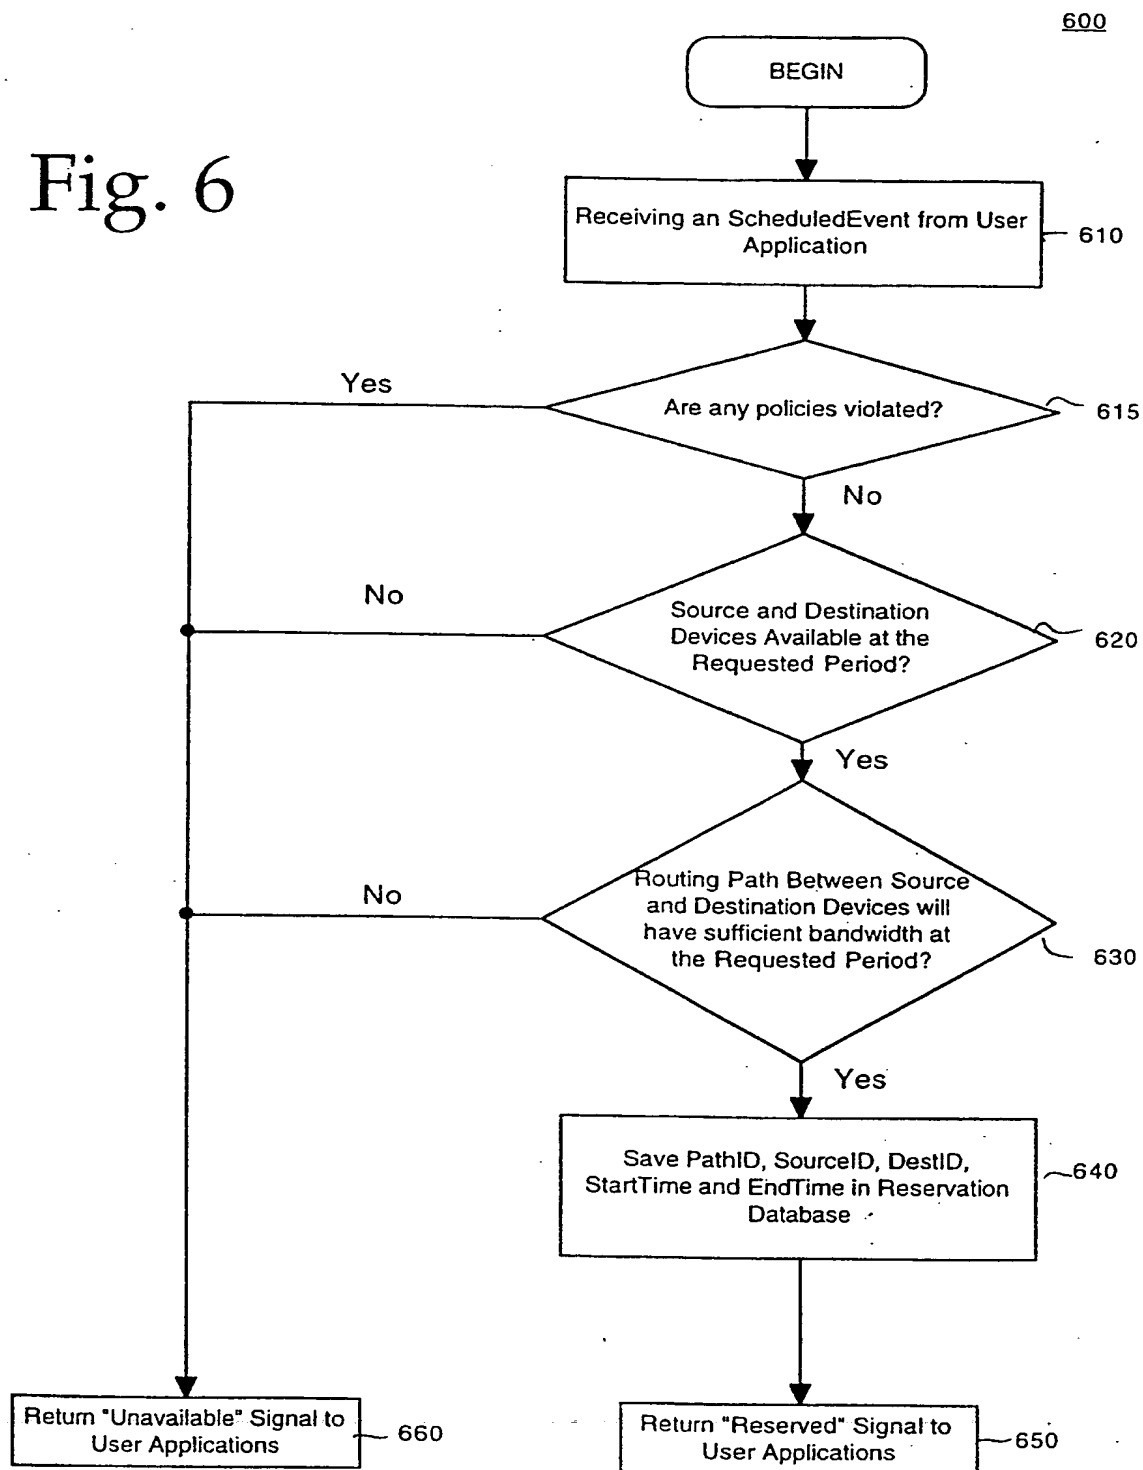 600
BEGIN
Fig. 6
Receiving an ScheduledEvent from User
Application
610
Yes
Are any policies violated?
615
No
No
Source and Destination
Devices Available at the
Requested Period?
620
Yes
No
Routing Path Between Source
and Destination Devices will
have sufficient bandwidth at
the Requested Period?
630
Yes
Save PathID, SourceID, DestID,
StartTime and EndTime in Reservation
Database
640
Return "Unavailable" Signal to
User Applications
660
Return "Reserved" Signal to
User Applications
650